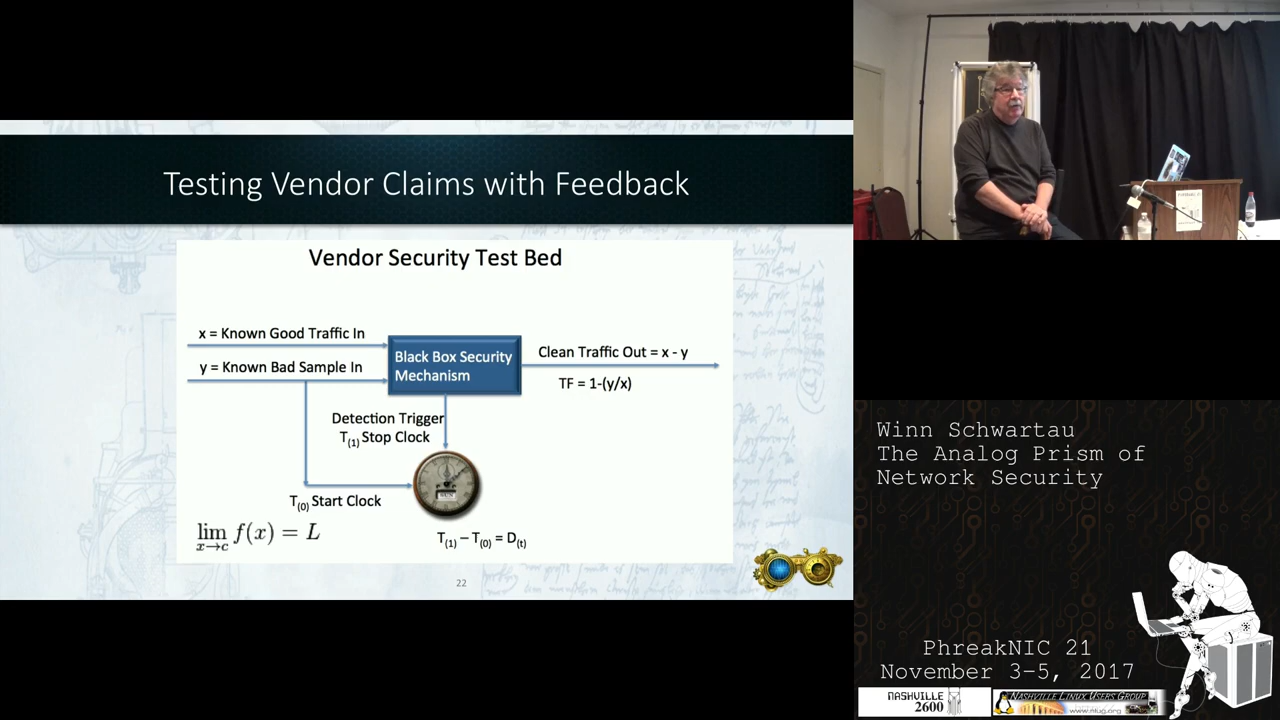 Testing Vendor Claims with Feedback
Vendor Security Test Bed
x = Known Good Traffic In
y = Known Bad Sample In
Black Box Security
Mechanism
Clean Traffic Out = x - y
TF = 1-(y/x)
Detection Trigger
T(1) Stop Clock
T(0) Start Clock
lim f(x) = L
x→c
T(1) – T(0) = D(t)
22
Winn Schwartau
The Analog Prism of
Network Security
PhreakNIC 21
November 3-5, 2017
NASHVILLE
2600
NASHVILLE LINUX USERS GROUP
www.nlug.org